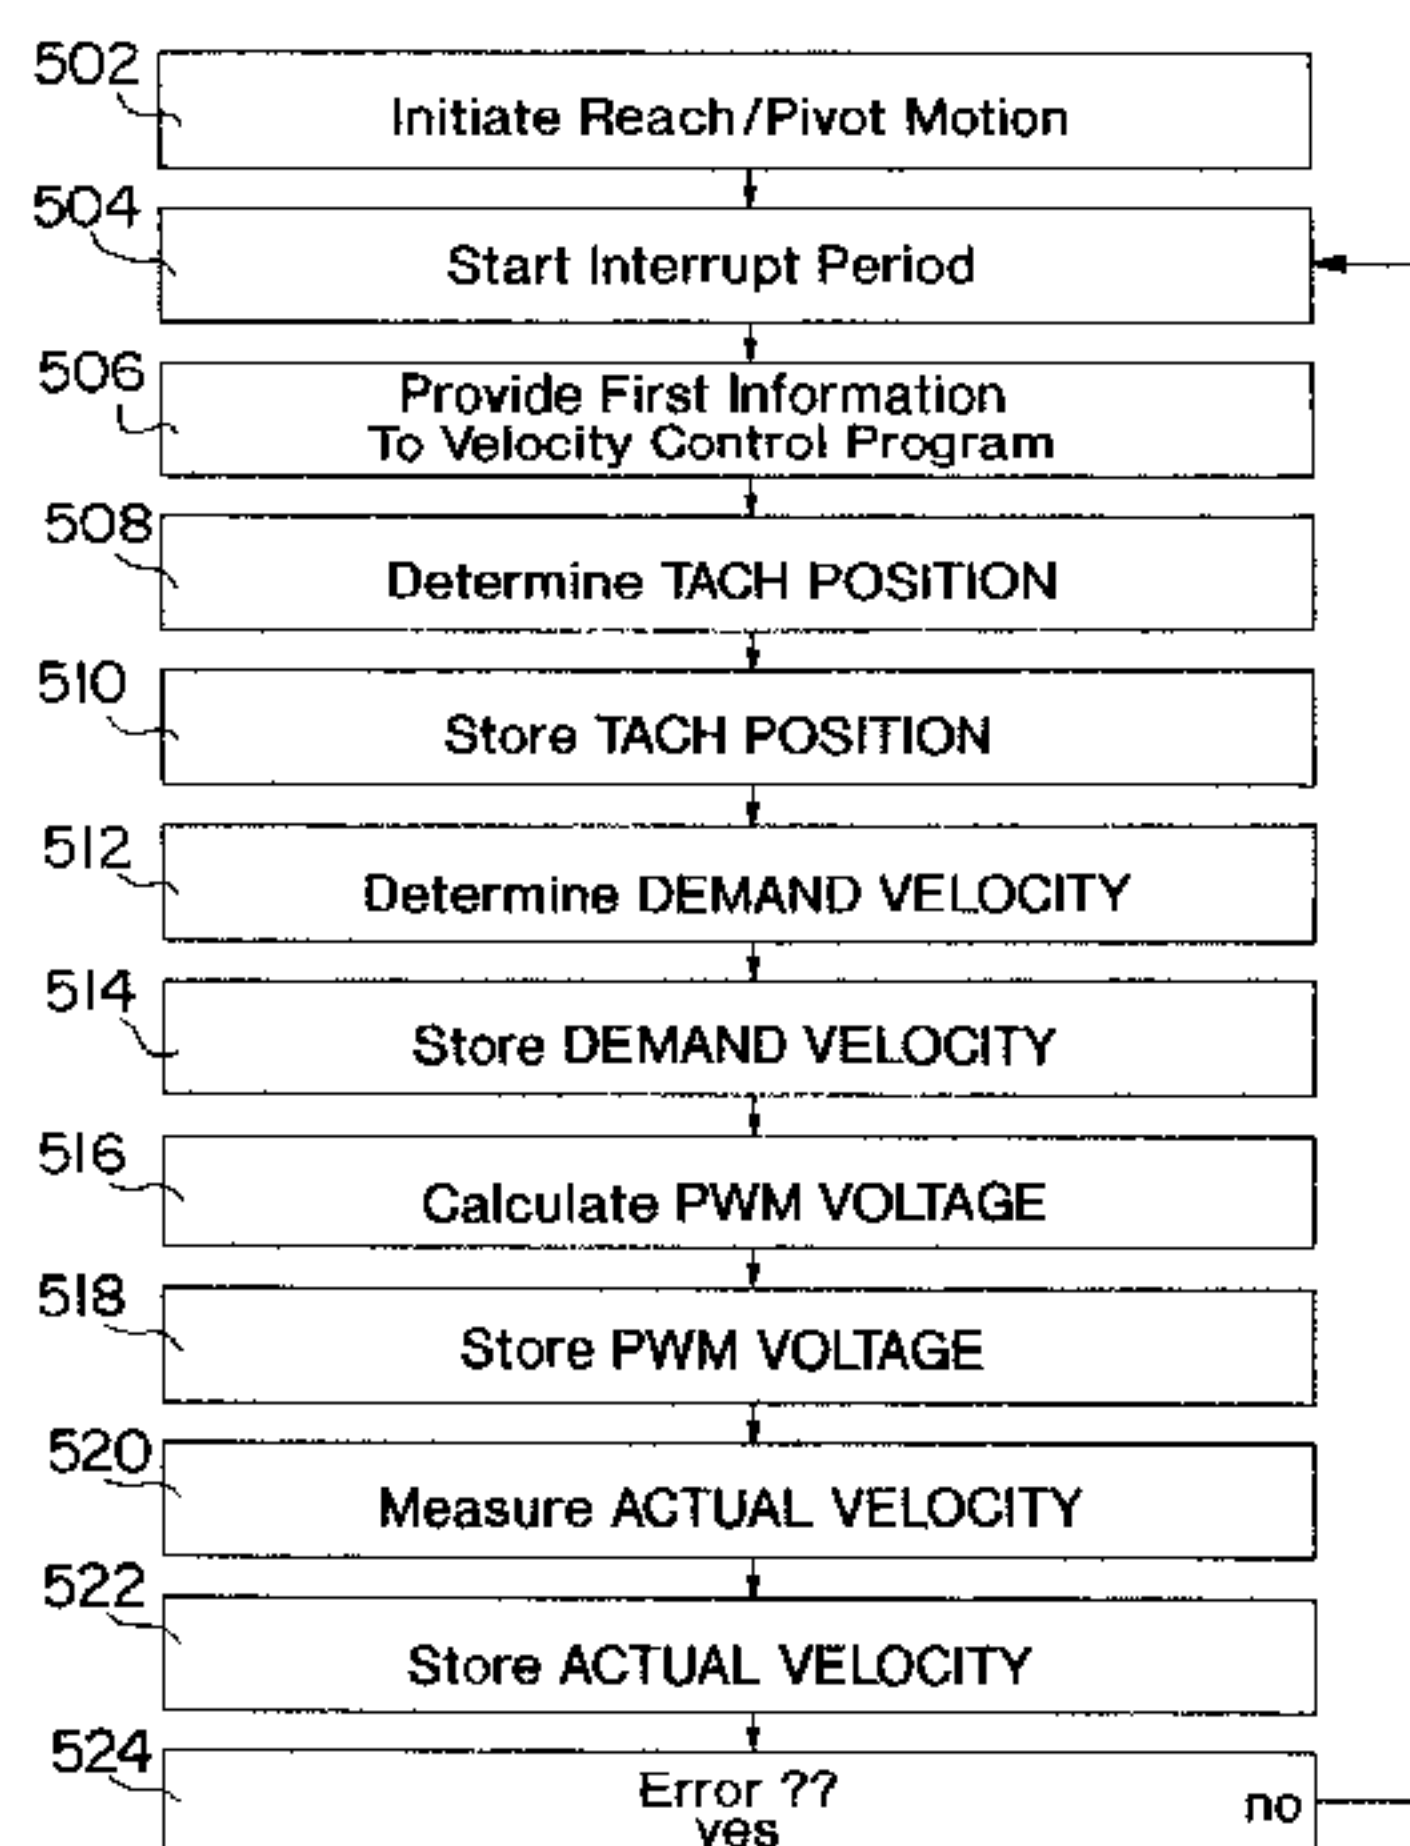 502
Initiate Reach/Pivot Motion
504
Start Interrupt Period
506
Provide First Information
To Velocity Control Program
508
Determine TACH POSITION
510
Store TACH POSITION
512
Determine DEMAND VELOCITY
514
Store DEMAND VELOCITY
516
Calculate PWM VOLTAGE
518
Store PWM VOLTAGE
520
Measure ACTUAL VELOCITY
522
Store ACTUAL VELOCITY
524
Error ??
no
yes